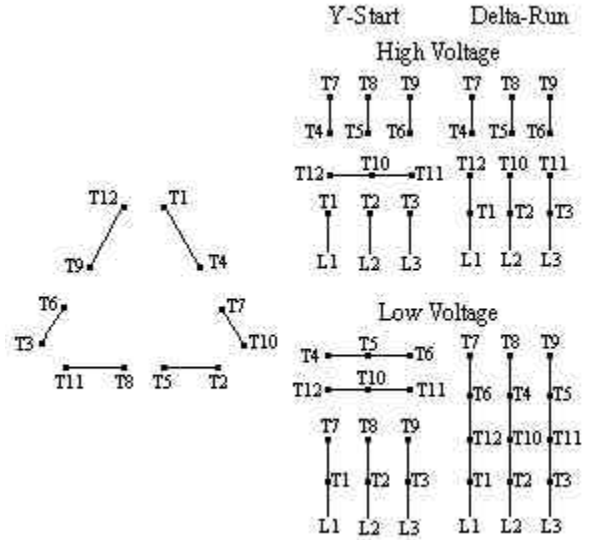 Y-Start Delta-Run
High Voltage
T7 T8 T9 T7 T8 T9
T4 T5 T6 T4 T5 T6
T12 T10 T11 T12 T10 T11
T1 T2 T3 T1 T2 T3
L1 L2 L3 L1 L2 L3
T12 T1
T9 T4
T6 T7
T3 T10
T11 T8 T5 T2
Low Voltage
T4 T5 T6 T7 T8 T9
T12 T10 T11 T6 T4 T5
T7 T8 T9 T12 T10 T11
T1 T2 T3 T1 T2 T3
L1 L2 L3 L1 L2 L3